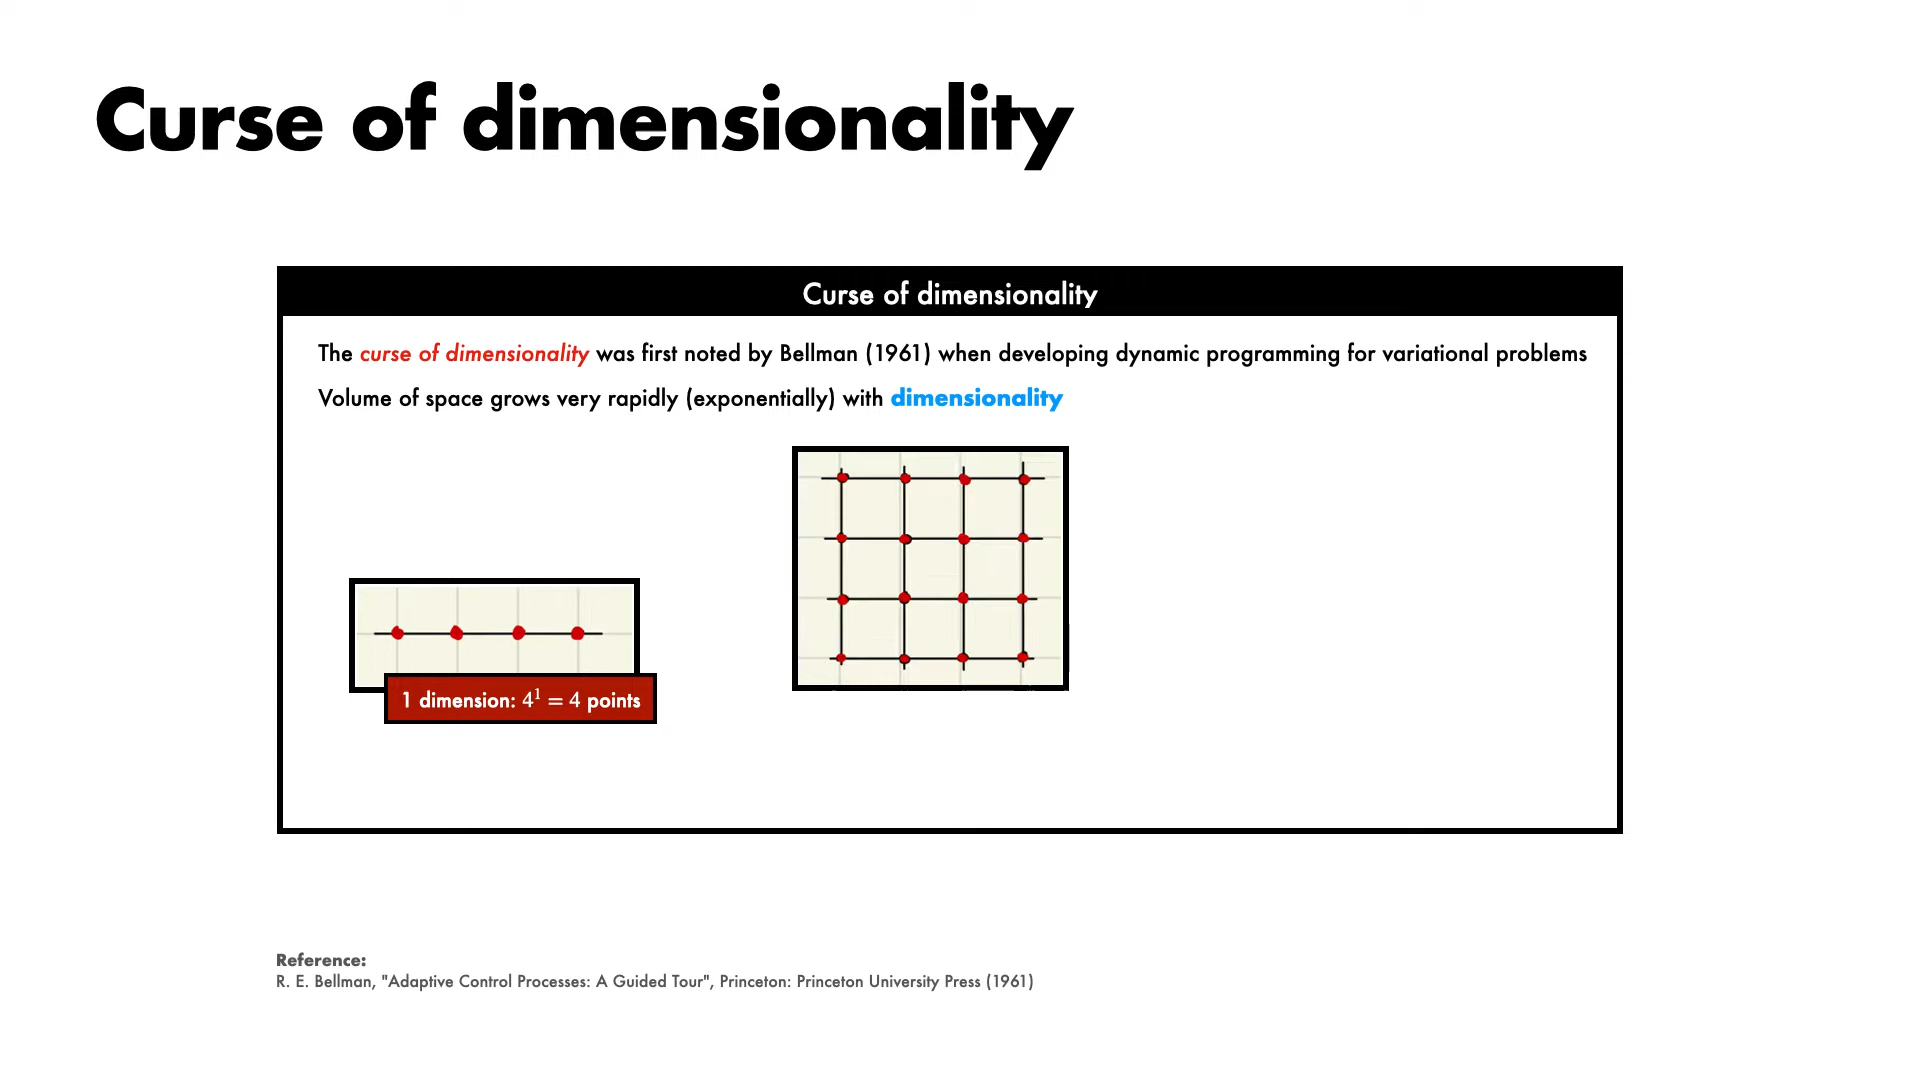 Curse of dimensionality
Curse of dimensionality
The curse of dimensionality was first noted by Bellman (1961) when developing dynamic programming for variational problems
Volume of space grows very rapidly (exponentially) with dimensionality
1 dimension: 4¹ = 4 points
Reference:
R. E. Bellman, "Adaptive Control Processes: A Guided Tour", Princeton: Princeton University Press (1961)